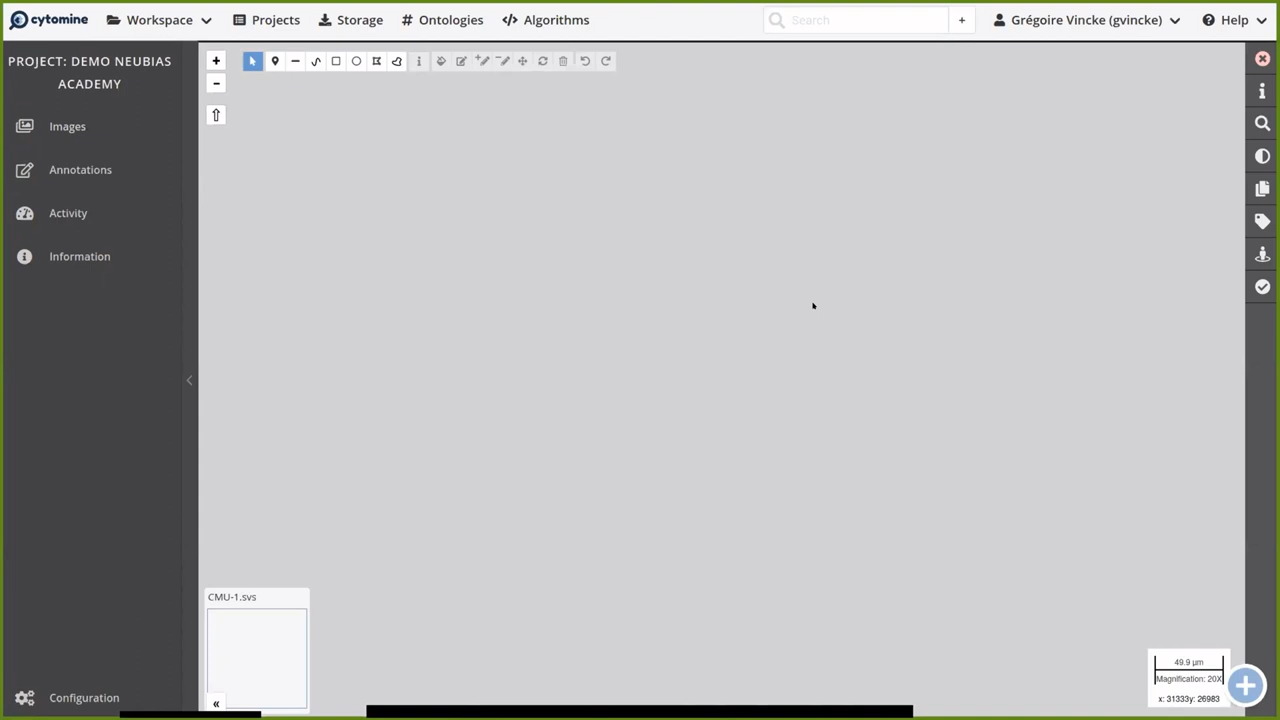 cytomine Workspace Projects Storage # Ontologies </> Algorithms Search + Grégoire Vincke (gvincke) Help
PROJECT: DEMO NEUBIAS
ACADEMY
Images
Annotations
Activity
Information
Configuration
CMU-1.svs
49.9 µm
Magnification: 20X
x: 31333y: 26983